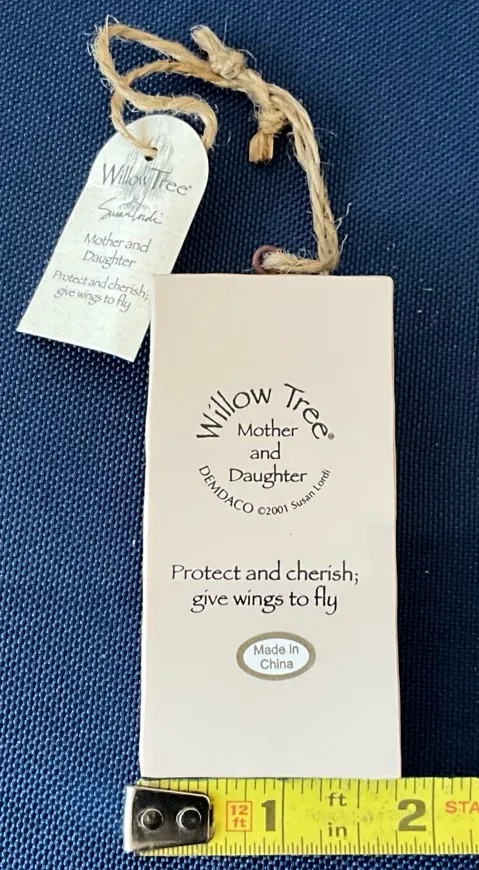 Willow Tree®
Susan Lordi
Mother and
Daughter
Protect and cherish;
give wings to fly
Willow Tree®
Mother
and
Daughter
DEMDACO ©2001 Susan Lordi
Protect and cherish;
give wings to fly
Made in
China
12
ft
1
ft
in
2
STA